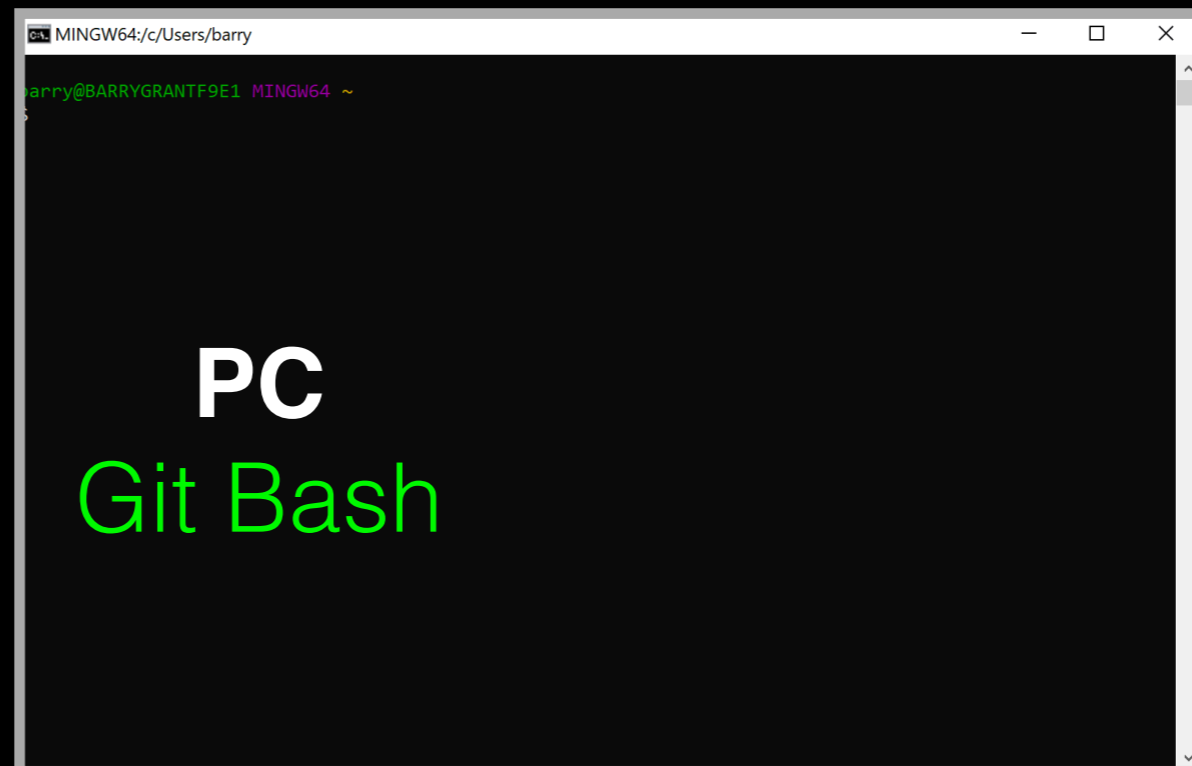 MINGW64:/c/Users/barry
barry@BARRYGRANTF9E1 MINGW64 ~
$
PC
Git Bash